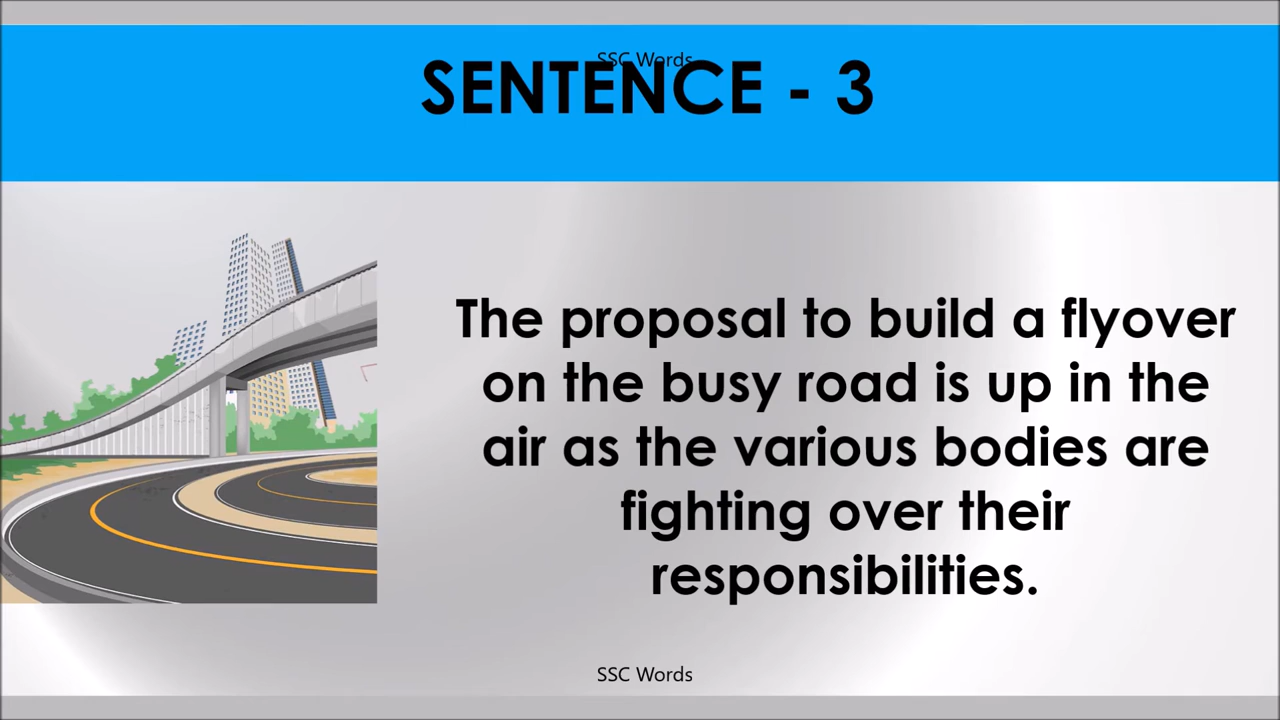 SSC Words
SENTENCE - 3
The proposal to build a flyover
on the busy road is up in the
air as the various bodies are
fighting over their
responsibilities.
SSC Words